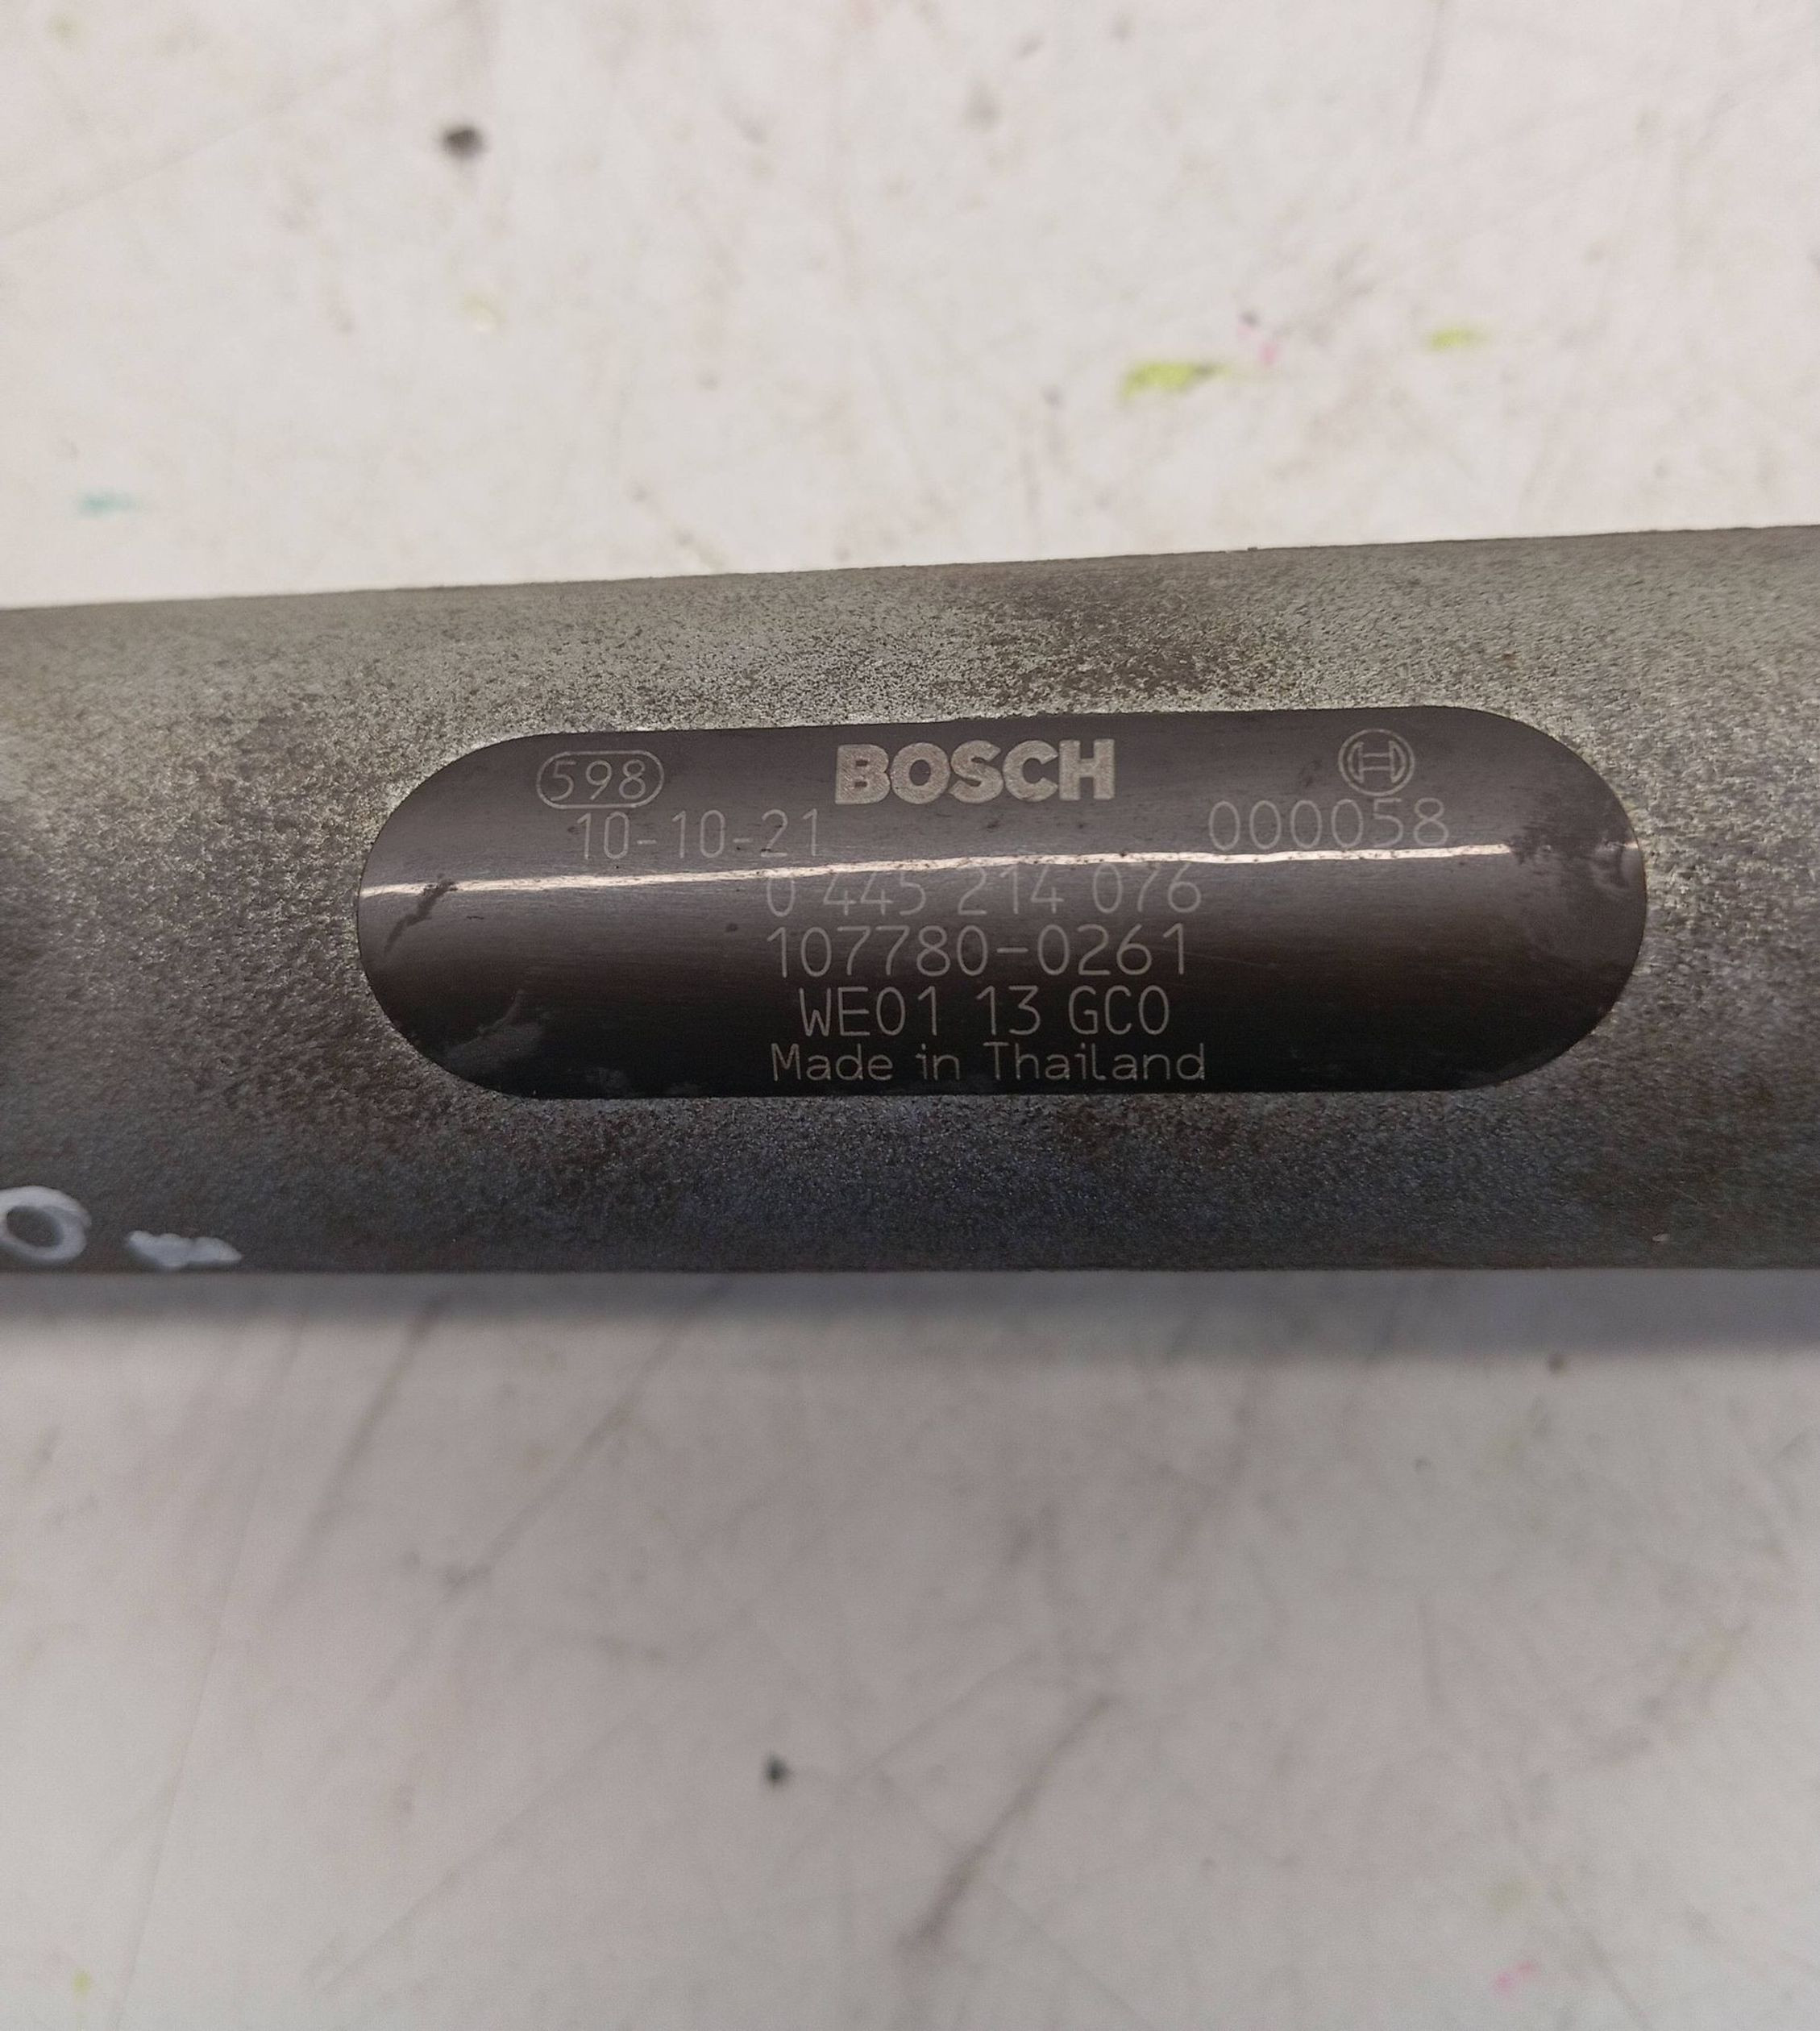 598 BOSCH
10-10-21 000058
0 445 214 076
107780-0261
WE01 13 GC0
Made in Thailand